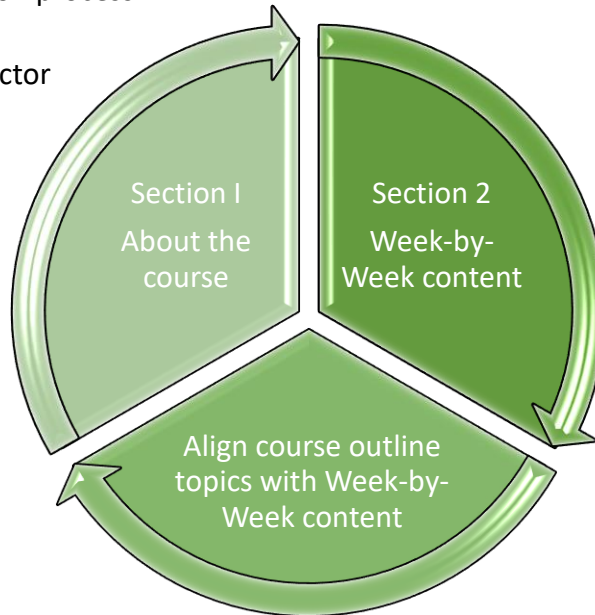 process
ctor
Section I
About the
course
Section 2
Week-by-
Week content
Align course outline
topics with Week-by-
Week content